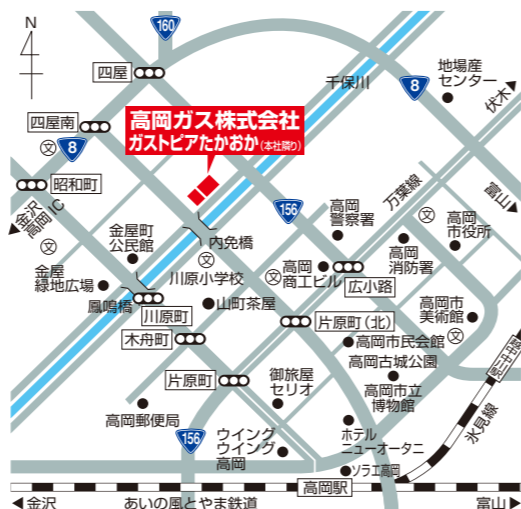 N
160
四屋
千保川
8
地場産
センター
伏木
四屋南
高岡ガス株式会社
ガストピアたかおか(本社隣り)
文
8
昭和町
156
万葉線
富山
金沢
高岡IC
文
金屋町
公民館
内免橋
高岡
警察署
文
高岡
市役所
文
川原小学校
文
高岡
商工ビル
広小路
高岡
消防署
金屋
緑地広場
鳳鳴橋
川原町
山町茶屋
片原町(北)
高岡市
美術館
文
木舟町
高岡市民会館
高岡古城公園
片原町
御旅屋
セリオ
高岡市立
博物館
氷見線
高岡郵便局
156
ウイング
ウイング
高岡
ホテル
ニューオータニ
ソラエ高岡
高岡駅
金沢
あいの風とやま鉄道
富山